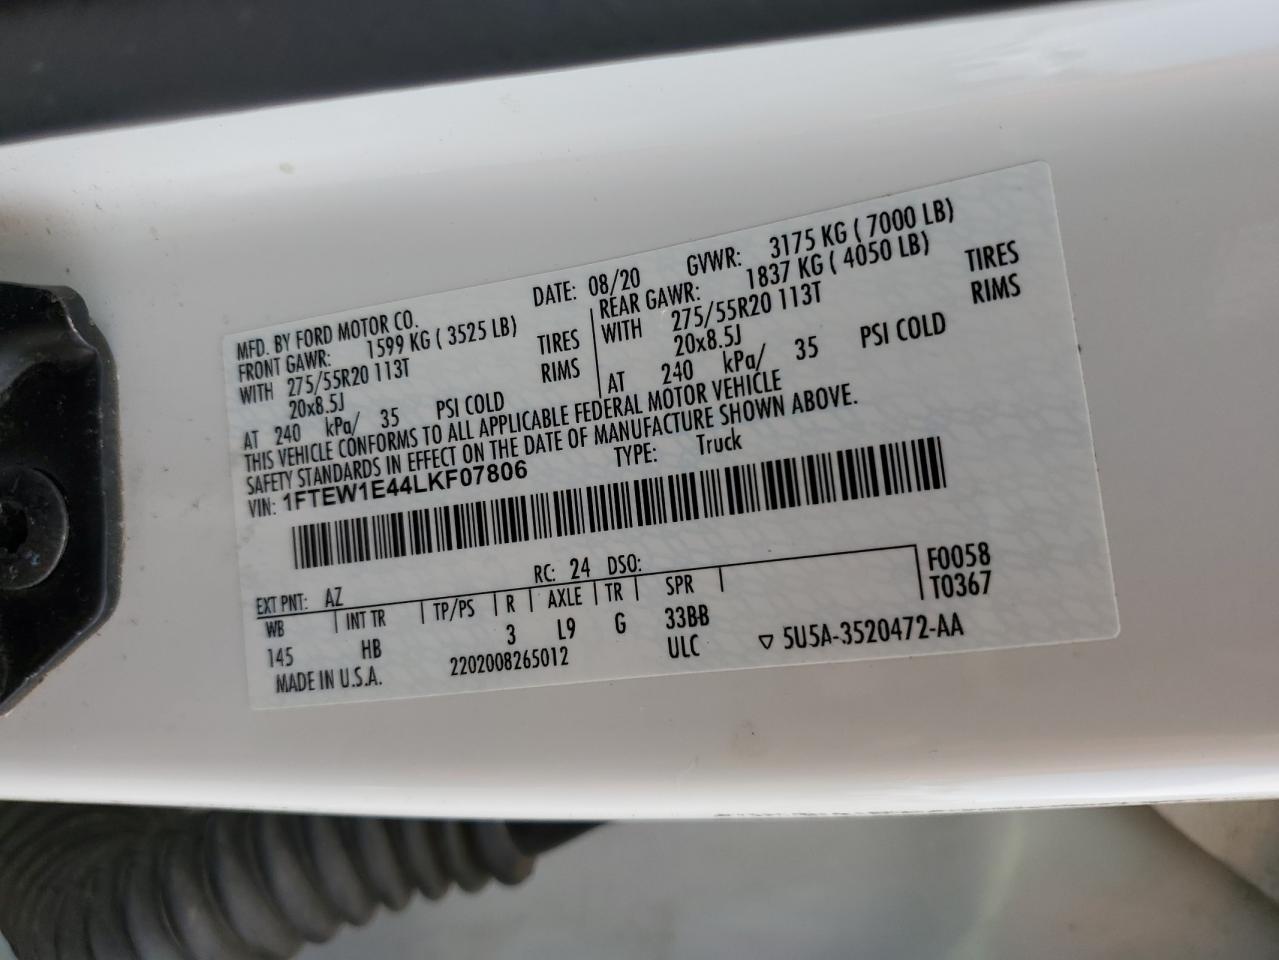 MFD. BY FORD MOTOR CO.
DATE: 08/20 GVWR: 3175 KG ( 7000 LB)
FRONT GAWR: 1599 KG ( 3525 LB)
WITH 275/55R20 113T TIRES
20x8.5J RIMS
AT 240 kPa/ 35 PSI COLD
REAR GAWR: 1837 KG ( 4050 LB)
WITH 275/55R20 113T TIRES
20x8.5J RIMS
AT 240 kPa/ 35 PSI COLD
THIS VEHICLE CONFORMS TO ALL APPLICABLE FEDERAL MOTOR VEHICLE
SAFETY STANDARDS IN EFFECT ON THE DATE OF MANUFACTURE SHOWN ABOVE.
VIN: 1FTEW1E44LKF07806 TYPE: Truck
EXT PNT: AZ RC: 24 DSO: F0058
WB INT TR TP/PS R AXLE TR SPR T0367
145 HB 3 L9 G 33BB
MADE IN U.S.A. 2202008265012 ULC ▽ 5U5A-3520472-AA